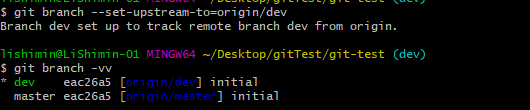 $ git branch --set-upstream-to=origin/dev
Branch dev set up to track remote branch dev from origin.
lishimin@LiShimin-01 MINGW64 ~/Desktop/gitTest/git-test (dev)
$ git branch -vv
* dev    eac26a5 [origin/dev] initial
  master eac26a5 [origin/master] initial